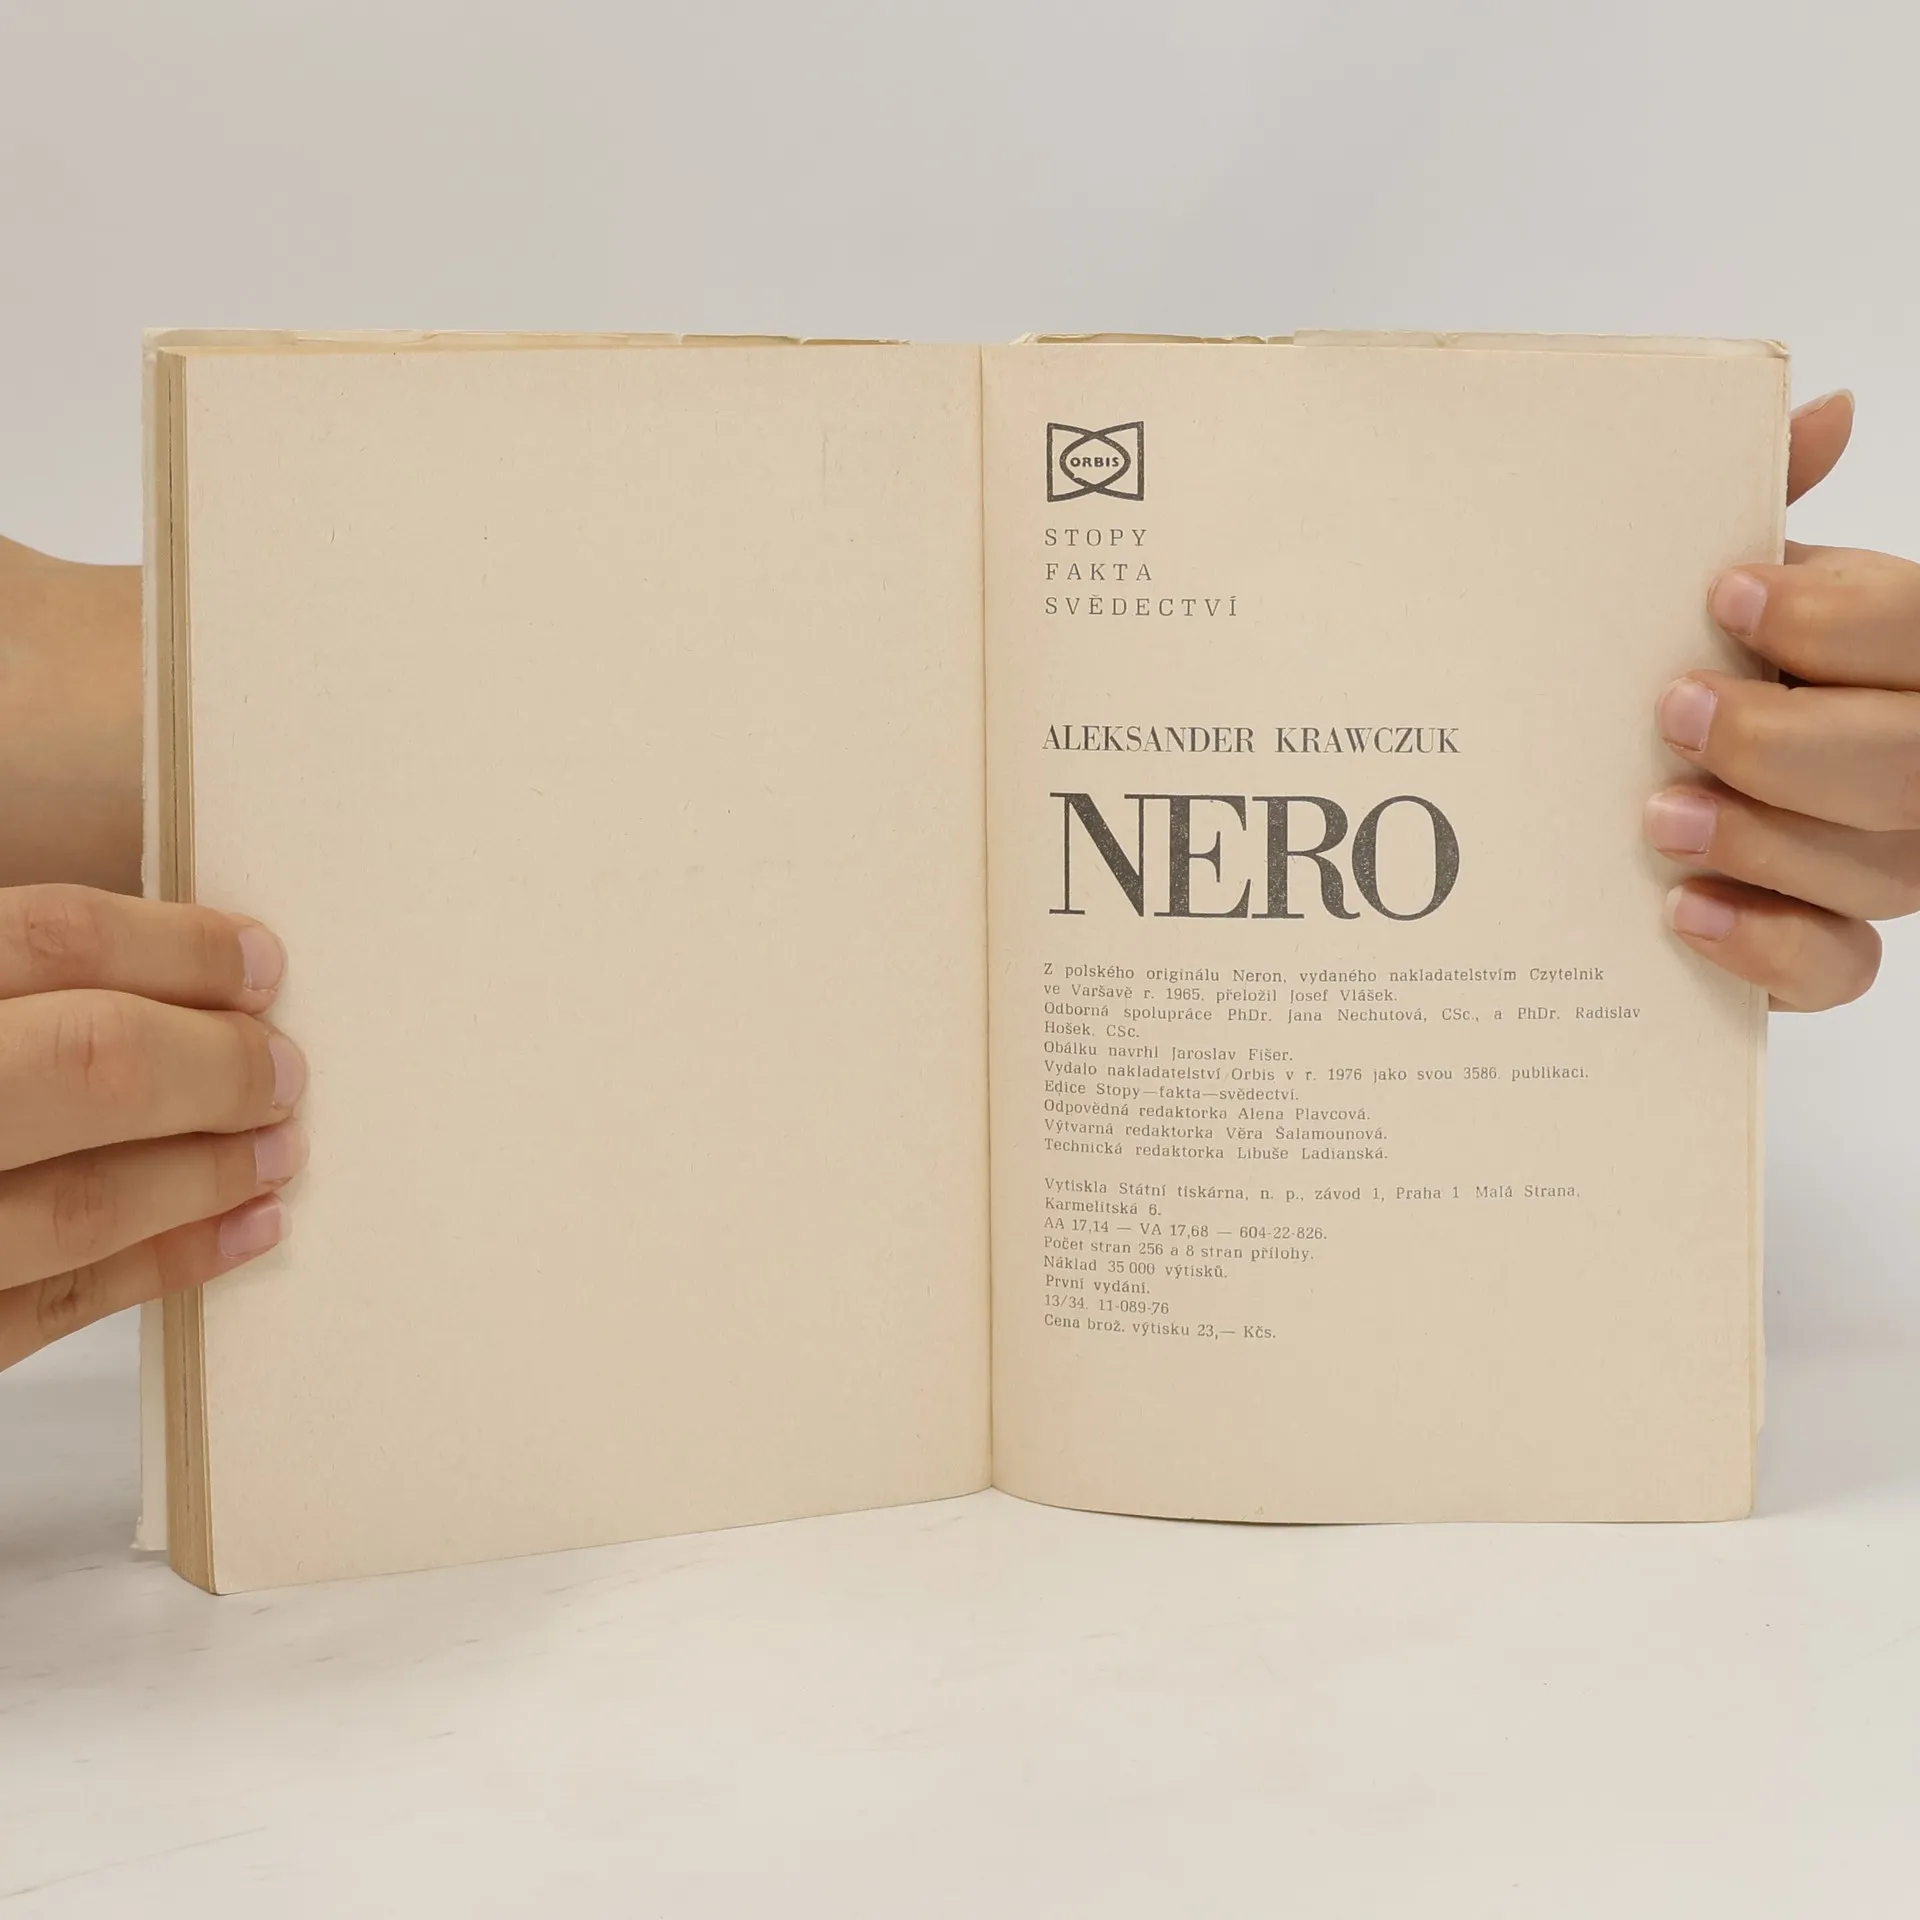 ORBIS
STOPY
FAKTA
SVĚDECTVÍ
ALEKSANDER KRAWCZUK
NERO
Z polského originálu Neron, vydaného nakladatelstvím Czytelnik
ve Varšavě r. 1965, přeložil Josef Vlášek.
Odborná spolupráce PhDr. Jana Nechutová, CSc., a PhDr. Radislav
Hošek, CSc.
Obálku navrhl Jaroslav Fišer.
Vydalo nakladatelství Orbis v r. 1976 jako svou 3586. publikaci.
Edice Stopy—fakta—svědectví.
Odpovědná redaktorka Alena Plavcová.
Výtvarná redaktorka Věra Šalamounová.
Technická redaktorka Libuše Ladianská.
Vytiskla Státní tiskárna, n. p., závod 1, Praha 1 Malá Strana,
Karmelitská 6.
AA 17,14 — VA 17,68 — 604-22-826.
Počet stran 256 a 8 stran přílohy.
Náklad 35 000 výtisků.
První vydání.
13/34. 11-089-76
Cena brož. výtisku 23,— Kčs.